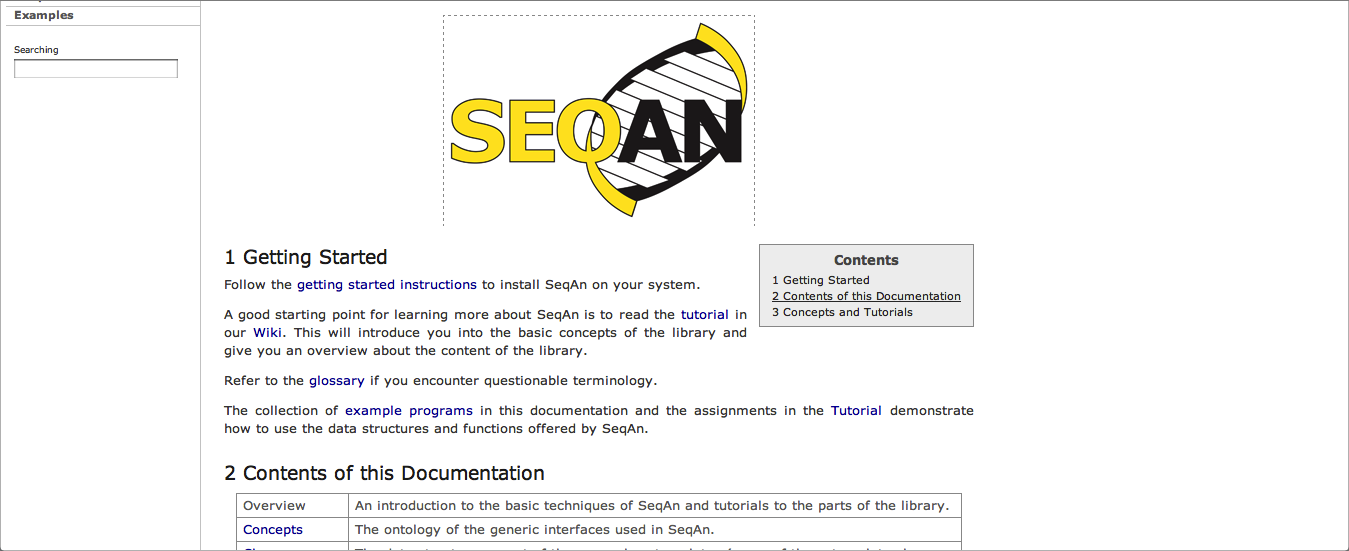 Examples
Searching
SEQAN
1 Getting Started
Follow the getting started instructions to install SeqAn on your system.
A good starting point for learning more about SeqAn is to read the tutorial in
our Wiki. This will introduce you into the basic concepts of the library and
give you an overview about the content of the library.
Refer to the glossary if you encounter questionable terminology.
The collection of example programs in this documentation and the assignments in the Tutorial demonstrate
how to use the data structures and functions offered by SeqAn.
Contents
1 Getting Started
2 Contents of this Documentation
3 Concepts and Tutorials
2 Contents of this Documentation
Overview An introduction to the basic techniques of SeqAn and tutorials to the parts of the library.
Concepts The ontology of the generic interfaces used in SeqAn.